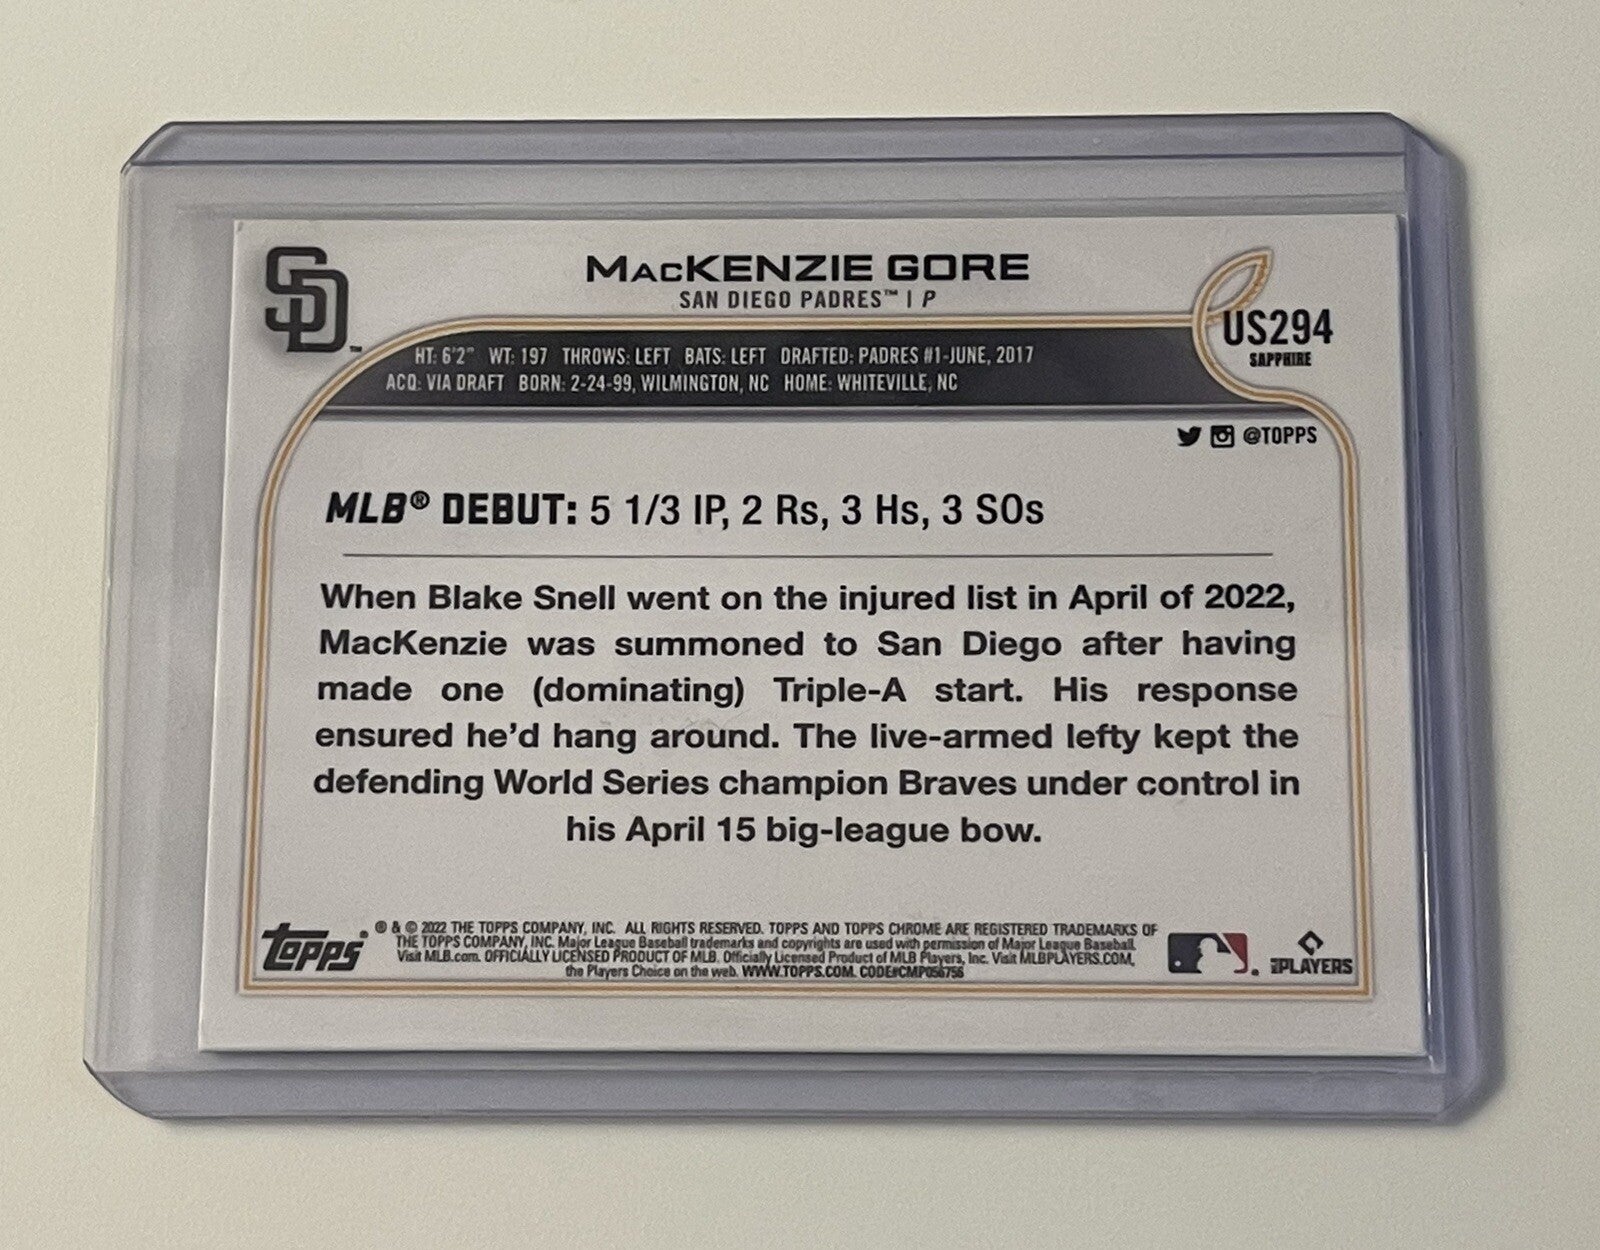 SD
MacKENZIE GORE
SAN DIEGO PADRES™ | P
US294
SAPPHIRE
HT: 6'2" WT: 197 THROWS: LEFT BATS: LEFT DRAFTED: PADRES #1-JUNE, 2017
ACQ: VIA DRAFT BORN: 2-24-99, WILMINGTON, NC HOME: WHITEVILLE, NC
@TOPPS
MLB® DEBUT: 5 1/3 IP, 2 Rs, 3 Hs, 3 SOs
When Blake Snell went on the injured list in April of 2022,
MacKenzie was summoned to San Diego after having
made one (dominating) Triple-A start. His response
ensured he'd hang around. The live-armed lefty kept the
defending World Series champion Braves under control in
his April 15 big-league bow.
Topps®
® & © 2022 THE TOPPS COMPANY, INC. ALL RIGHTS RESERVED. TOPPS AND TOPPS CHROME ARE REGISTERED TRADEMARKS OF
THE TOPPS COMPANY, INC. Major League Baseball trademarks and copyrights are used with permission of Major League Baseball.
Visit MLB.com. OFFICIALLY LICENSED PRODUCT OF MLB. Officially Licensed Product of MLB Players, Inc. Visit MLBPLAYERS.COM,
the Players Choice on the web. WWW.TOPPS.COM. CODE#CMP056756
PLAYERS